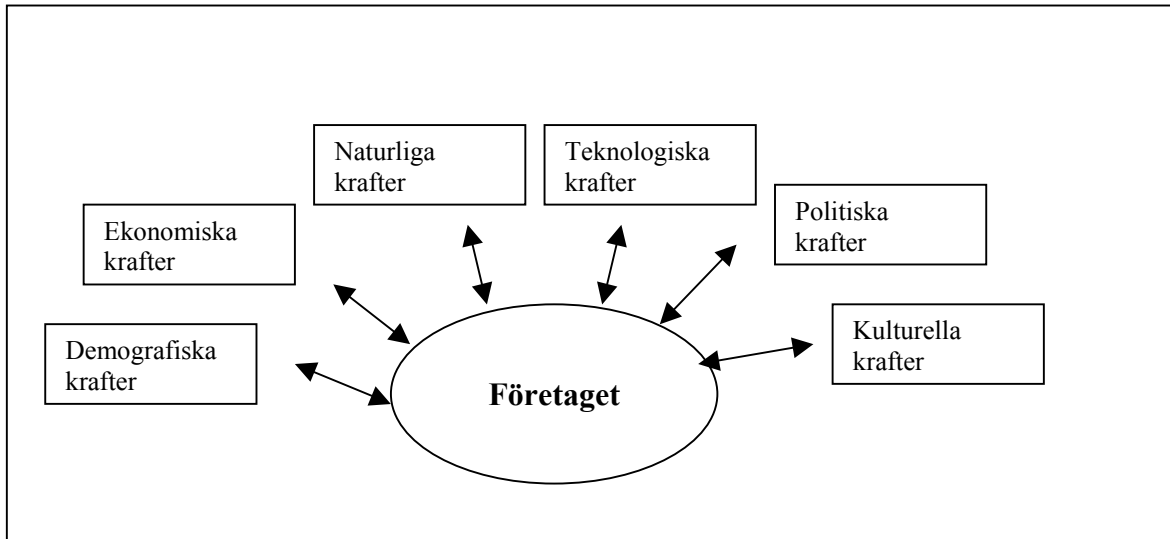 Naturliga
krafter
Teknologiska
krafter
Politiska
krafter
Ekonomiska
krafter
Kulturella
krafter
Demografiska
krafter
Företaget